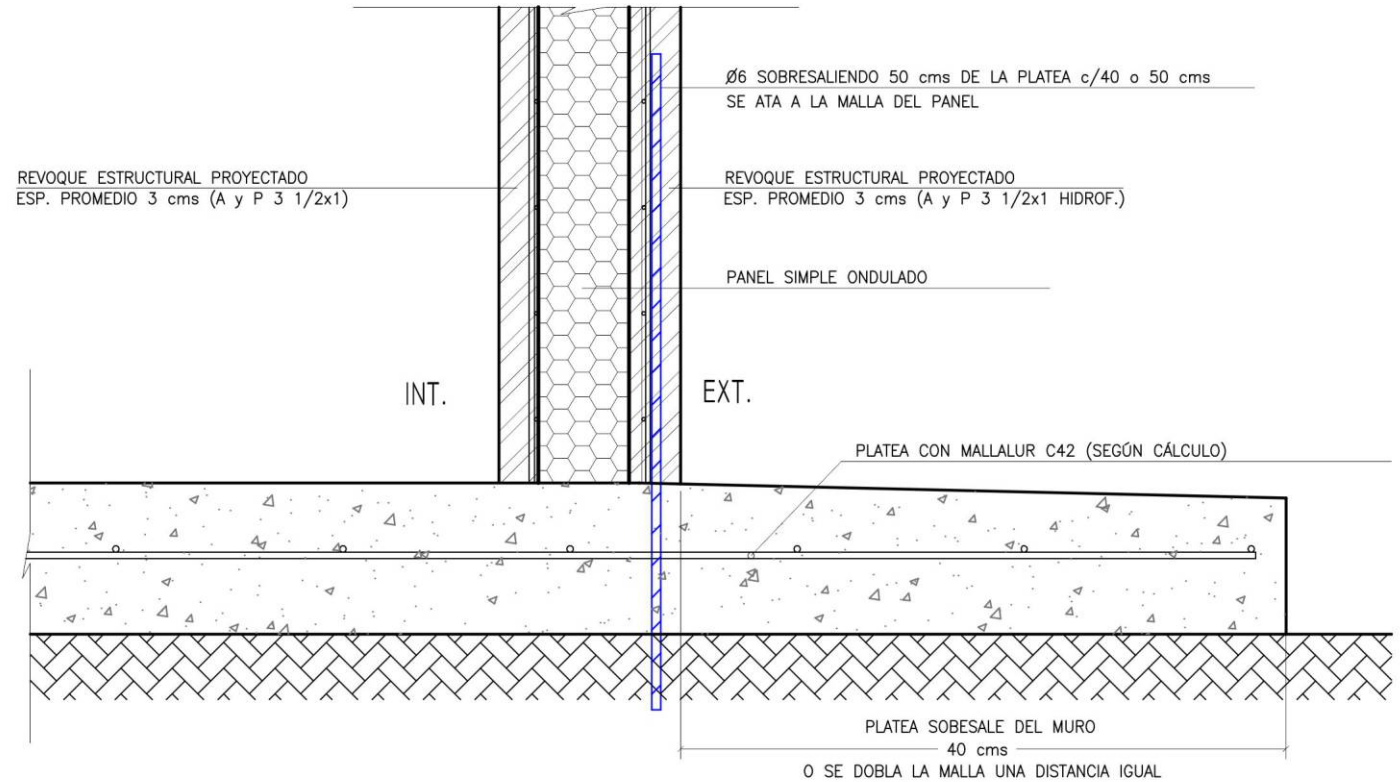 Ø6 SOBRESALIENDO 50 cms DE LA PLATEA c/40 o 50 cms
SE ATA A LA MALLA DEL PANEL
REVOQUE ESTRUCTURAL PROYECTADO
ESP. PROMEDIO 3 cms (A y P 3 1/2x1)
REVOQUE ESTRUCTURAL PROYECTADO
ESP. PROMEDIO 3 cms (A y P 3 1/2x1 HIDROF.)
PANEL SIMPLE ONDULADO
INT.
EXT.
PLATEA CON MALLALUR C42 (SEGÚN CÁLCULO)
PLATEA SOBESALE DEL MURO
40 cms
O SE DOBLA LA MALLA UNA DISTANCIA IGUAL